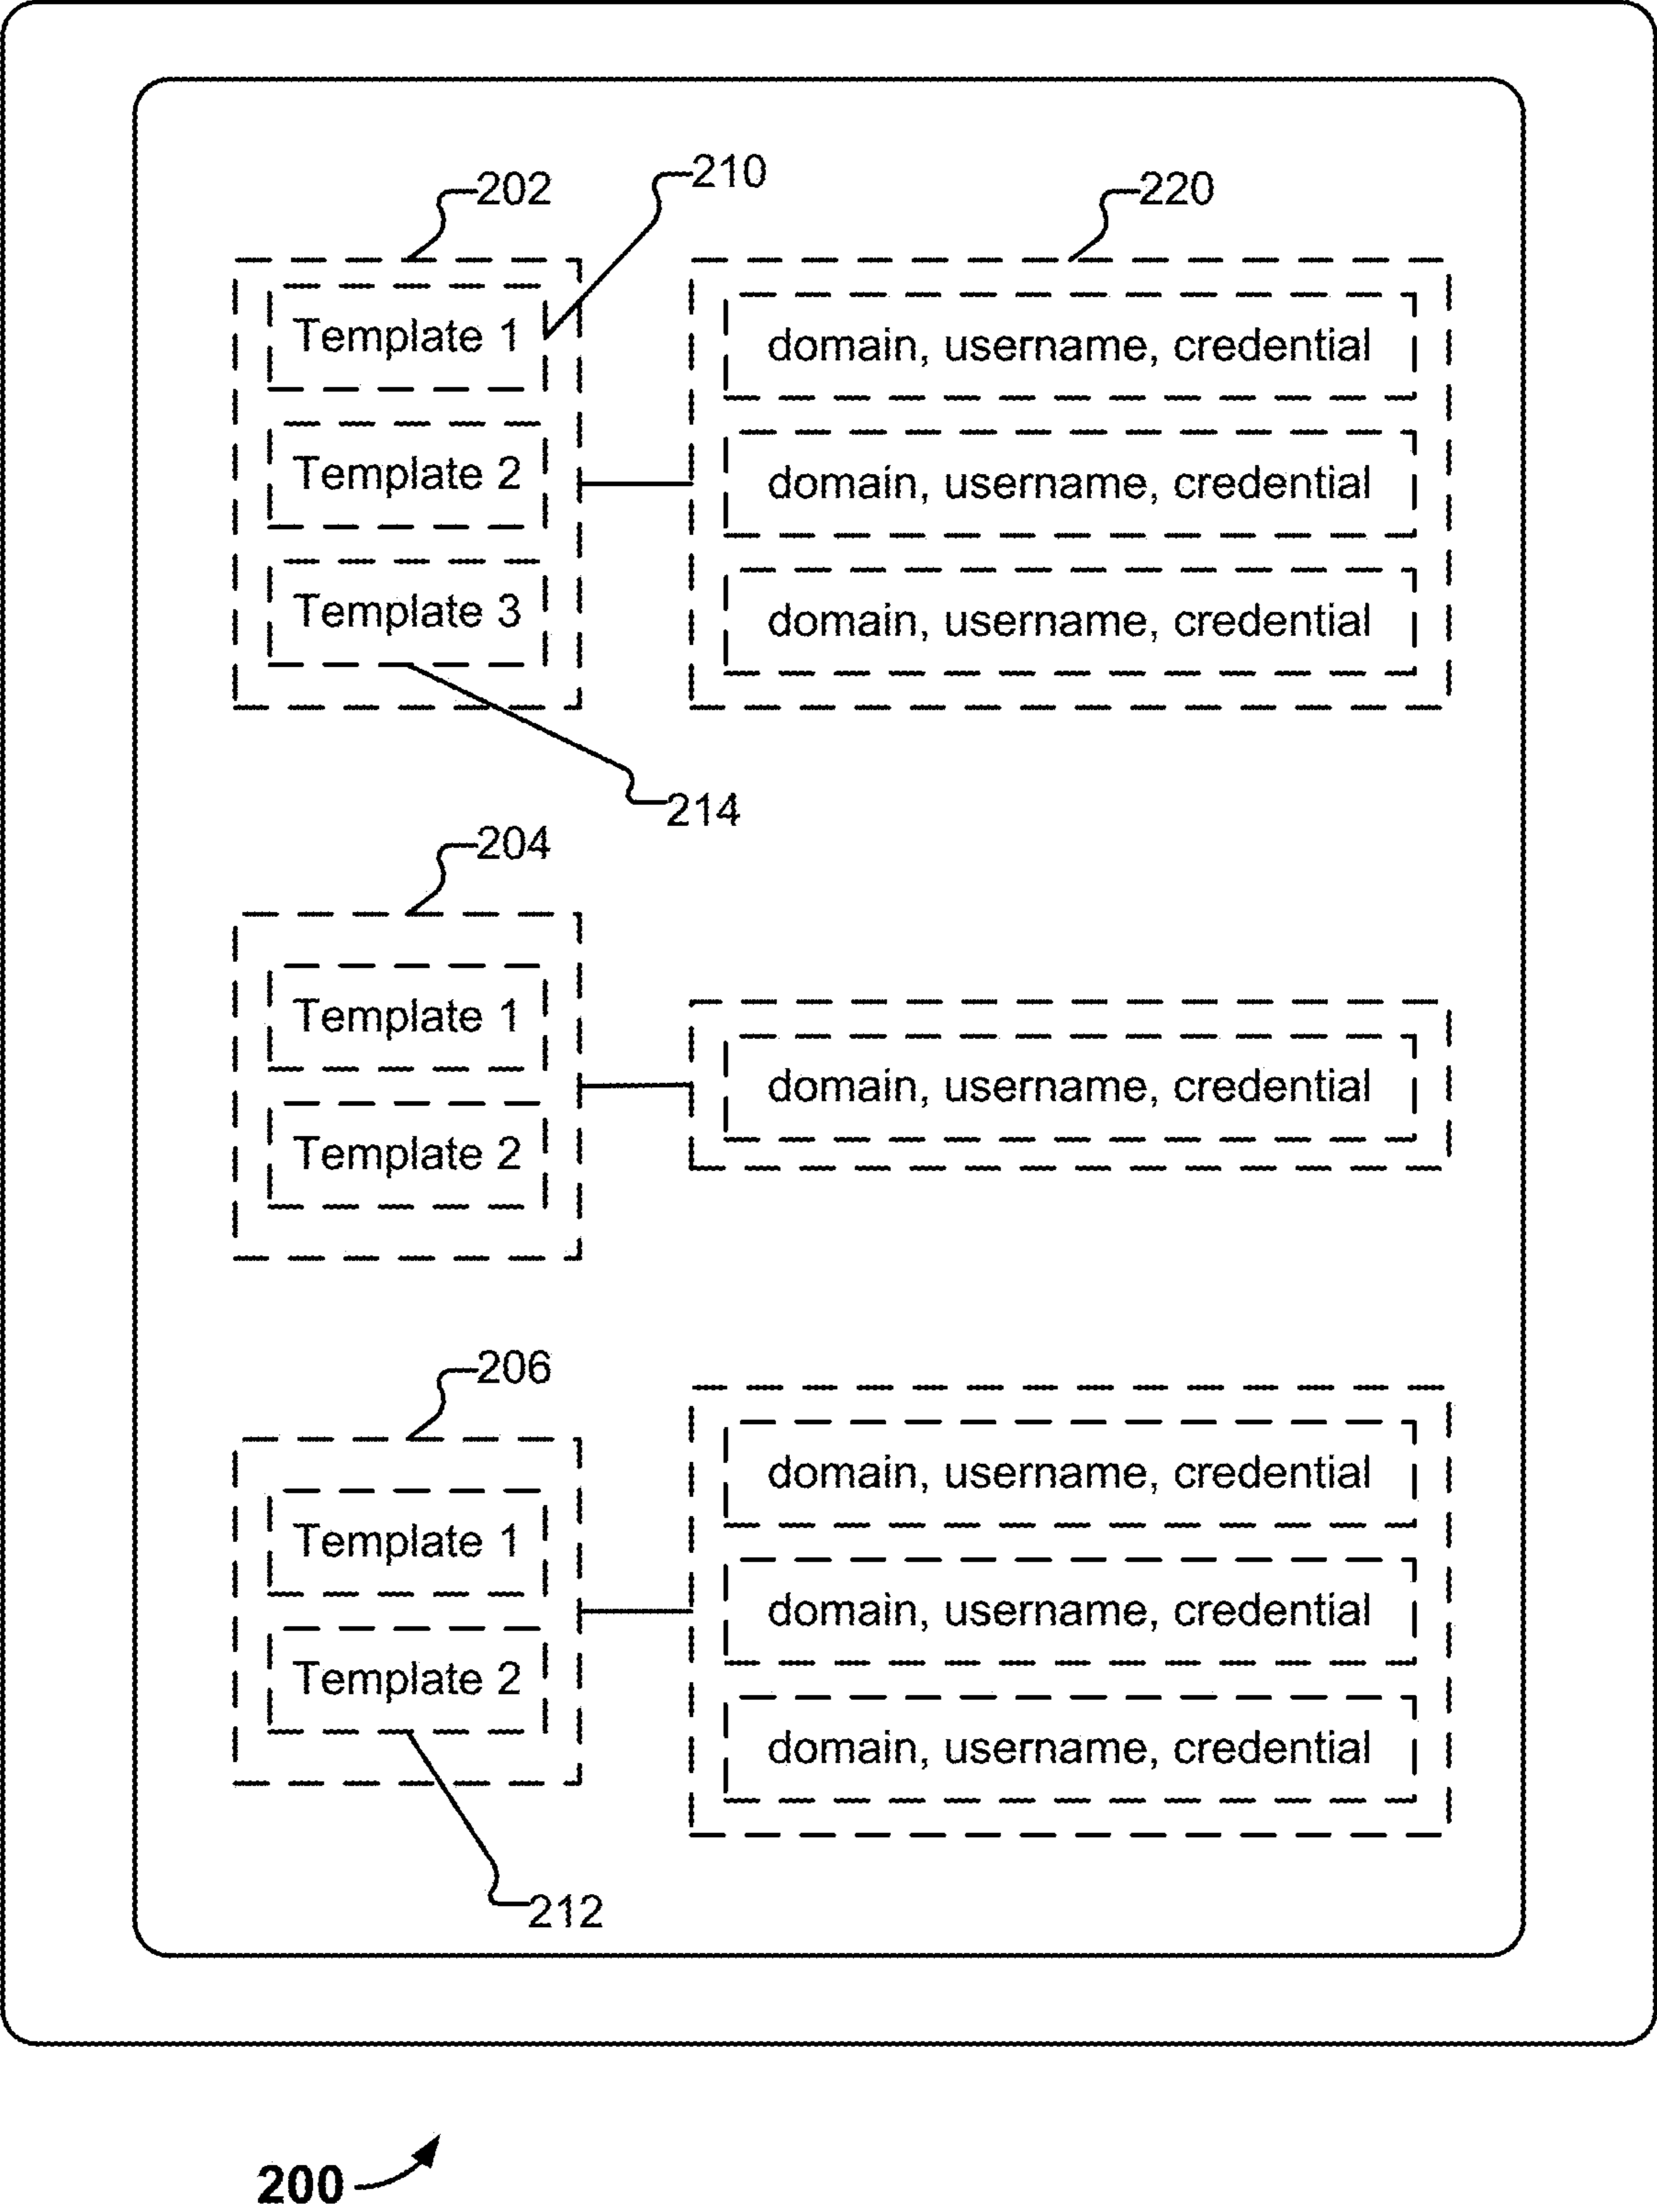 210
202
220
Template 1
domain, username, credential
Template 2
domain, username, credential
Template 3
domain, username, credential
214
204
Template 1
domain, username, credential
Template 2
206
domain, username, credential
Template 1
domain, username, credential
Template 2
domain, username, credential
212
200